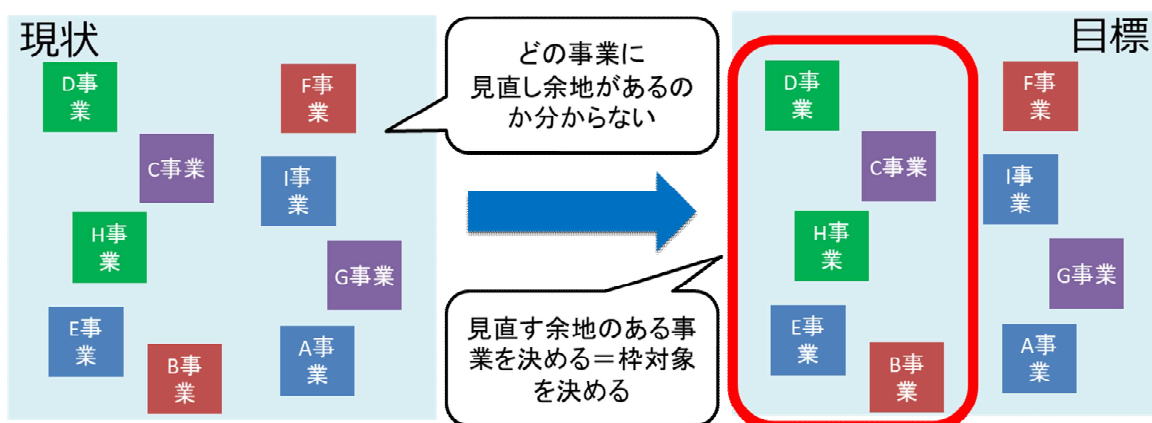 現状
D事
業
F事
業
C事業
I事
業
H事
業
G事業
E事
業
A事
業
B事
業
どの事業に
見直し余地があるの
か分からない
見直す余地のある事
業を決める＝枠対象
を決める
目標
D事
業
F事
業
C事業
I事
業
H事
業
G事業
E事
業
A事
業
B事
業